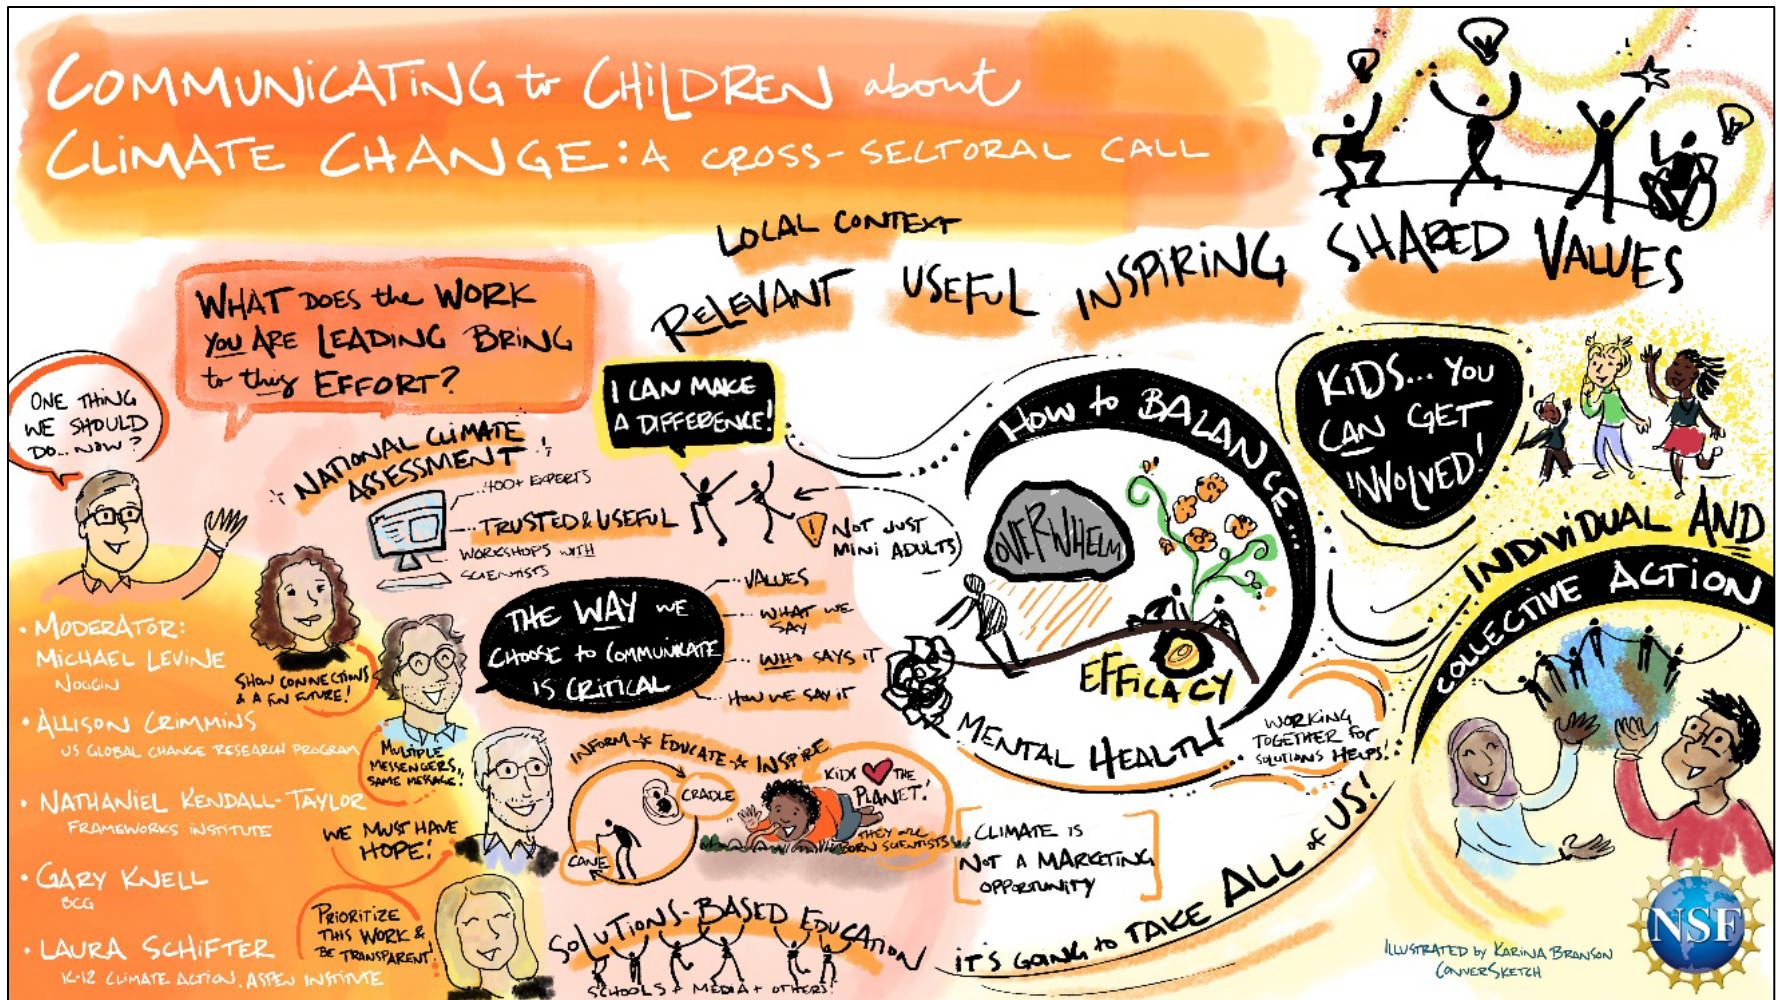 COMMUNICATING to CHILDREN about
CLIMATE CHANGE: A CROSS-SECTORAL CALL
LOCAL CONTEXT
RELEVANT
USEFUL
INSPIRING
SHARED VALUES
WHAT DOES the WORK
YOU ARE LEADING BRING
to this EFFORT?
ONE THING
WE SHOULD
DO... NOW?
I CAN MAKE
A DIFFERENCE!
NATIONAL CLIMATE
ASSESSMENT!
400+ EXPERTS
TRUSTED & USEFUL
WORKSHOPS WITH
SCIENTISTS
! NOT JUST
MINI ADULTS
THE WAY WE
CHOOSE to COMMUNICATE
IS CRITICAL
VALUES
WHAT WE
SAY
WHO SAYS IT
HOW WE SAY IT
• MODERATOR:
MICHAEL LEVINE
NOGGIN
• ALLISON CRIMMINS
US GLOBAL CHANGE RESEARCH PROGRAM
• NATHANIEL KENDALL-TAYLOR
FRAMEWORKS INSTITUTE
• GARY KNELL
BCG
• LAURA SCHIFTER
K-12 CLIMATE ACTION, ASPEN INSTITUTE
SHOW CONNECTIONS
& A FUN FUTURE!
MULTIPLE
MESSENGERS,
SAME MESSAGE!
WE MUST HAVE
HOPE!
PRIORITIZE
THIS WORK &
BE TRANSPARENT!
INFORM ☆ EDUCATE ☆ INSPIRE
CRADLE
CANE
KIDS ♥ THE
PLANET!
THEY are
BORN SCIENTISTS
SOLUTIONS-BASED EDUCATION
SCHOOLS + MEDIA + OTHERS!
HOW to BALANCE...
OVERWHELM
EFFICACY
MENTAL HEALTH
WORKING
TOGETHER for
SOLUTIONS HELPS!
CLIMATE IS
NOT A MARKETING
OPPORTUNITY
KIDS... YOU
CAN GET
INVOLVED!
INDIVIDUAL AND
COLLECTIVE ACTION
IT'S GOING to TAKE ALL of US!
NSF
ILLUSTRATED by KARINA BRANSON
CONVERSKETCH